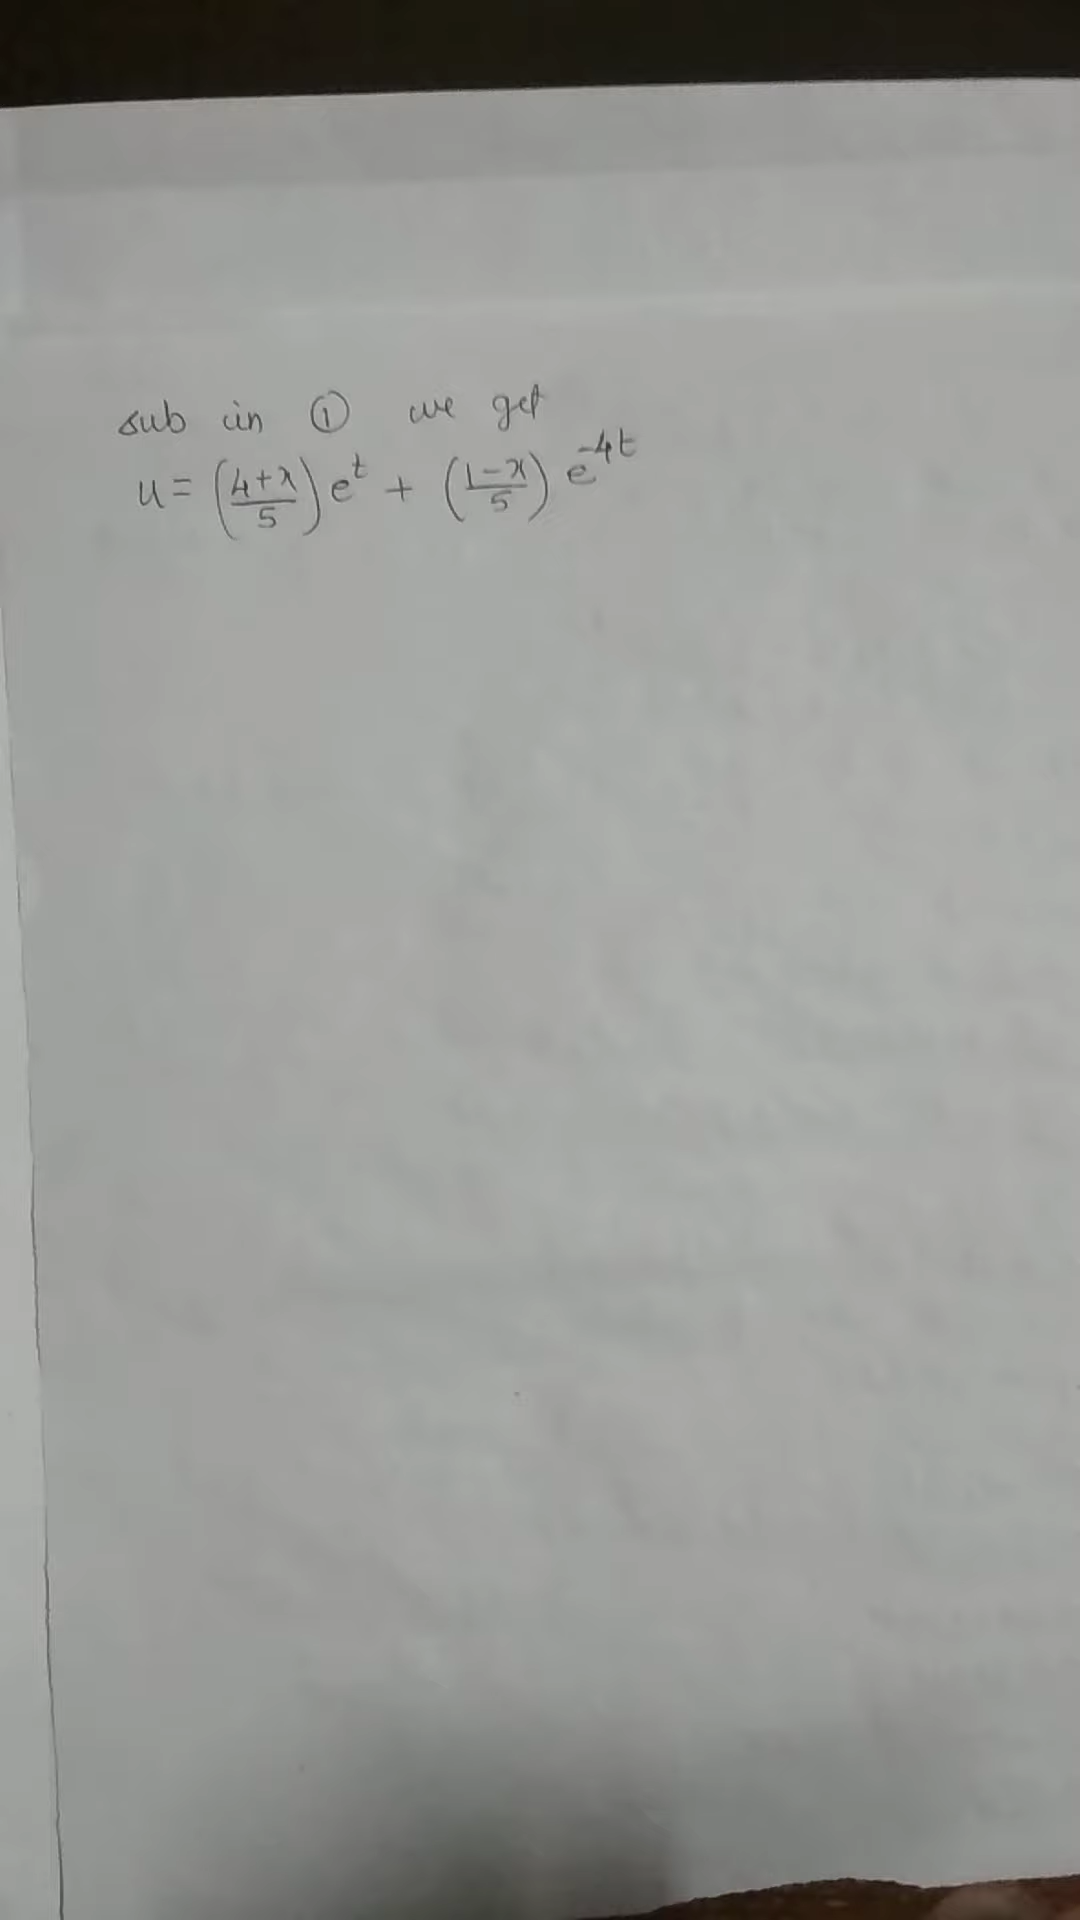 sub in ① we get
u = (4+x/5) e^t + (1-x/5) e^-4t